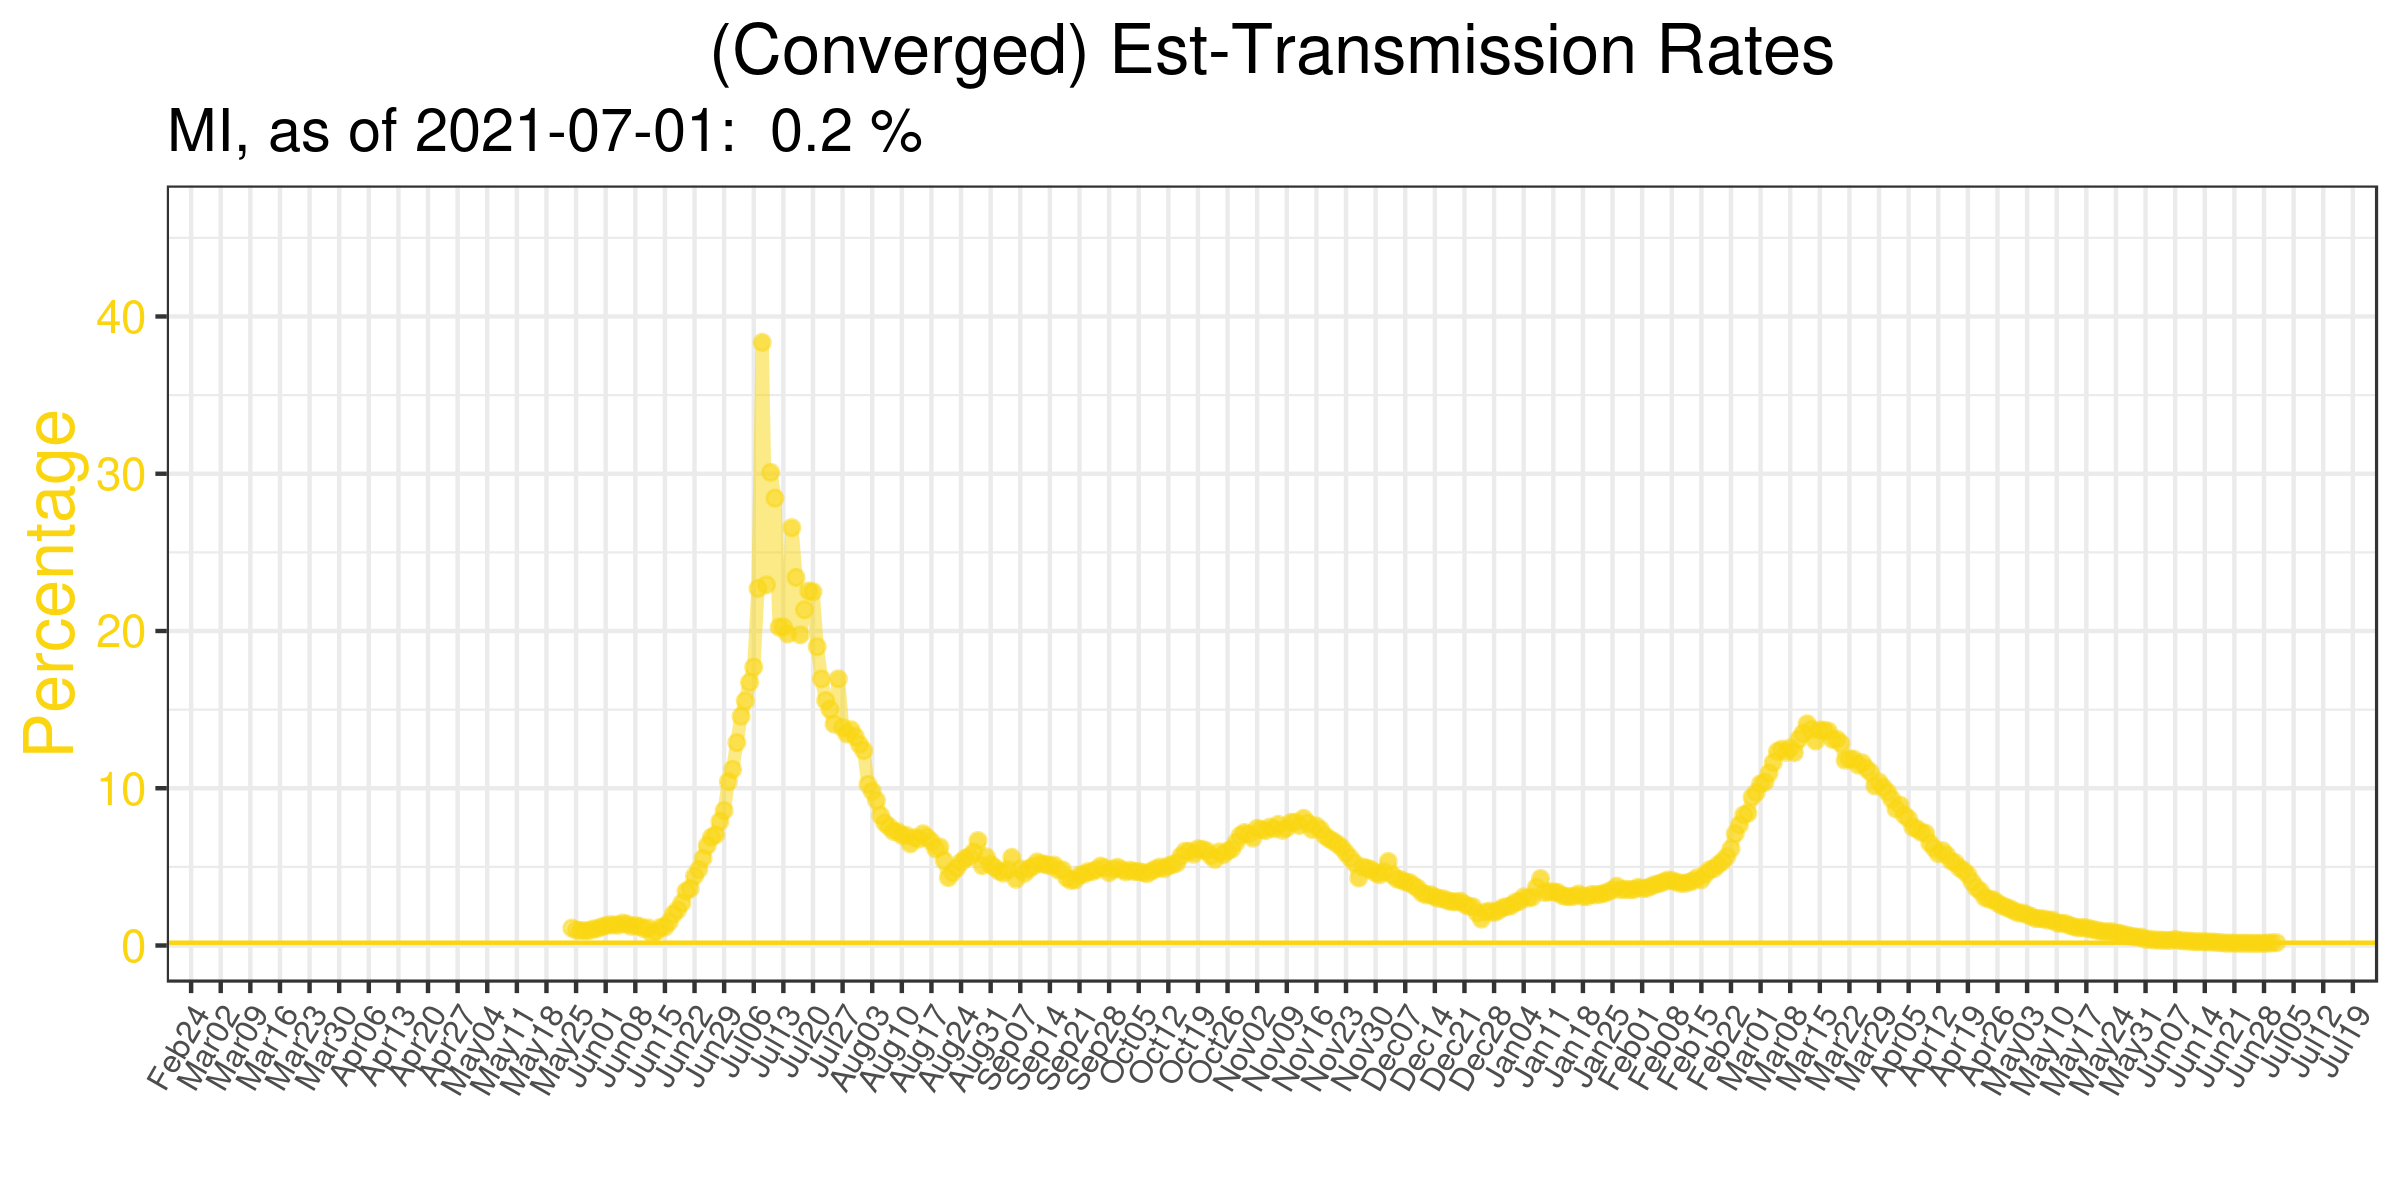 (Converged) Est-Transmission Rates
MI, as of 2021-07-01:  0.2 %
Percentage
40
30
20
10
0
Feb24
Mar02
Mar09
Mar16
Mar23
Mar30
Apr06
Apr13
Apr20
Apr27
May04
May11
May18
May25
Jun01
Jun08
Jun15
Jun22
Jun29
Jul06
Jul13
Jul20
Jul27
Aug03
Aug10
Aug17
Aug24
Aug31
Sep07
Sep14
Sep21
Sep28
Oct05
Oct12
Oct19
Oct26
Nov02
Nov09
Nov16
Nov23
Nov30
Dec07
Dec14
Dec21
Dec28
Jan04
Jan11
Jan18
Jan25
Feb01
Feb08
Feb15
Feb22
Mar01
Mar08
Mar15
Mar22
Mar29
Apr05
Apr12
Apr19
Apr26
May03
May10
May17
May24
May31
Jun07
Jun14
Jun21
Jun28
Jul05
Jul12
Jul19